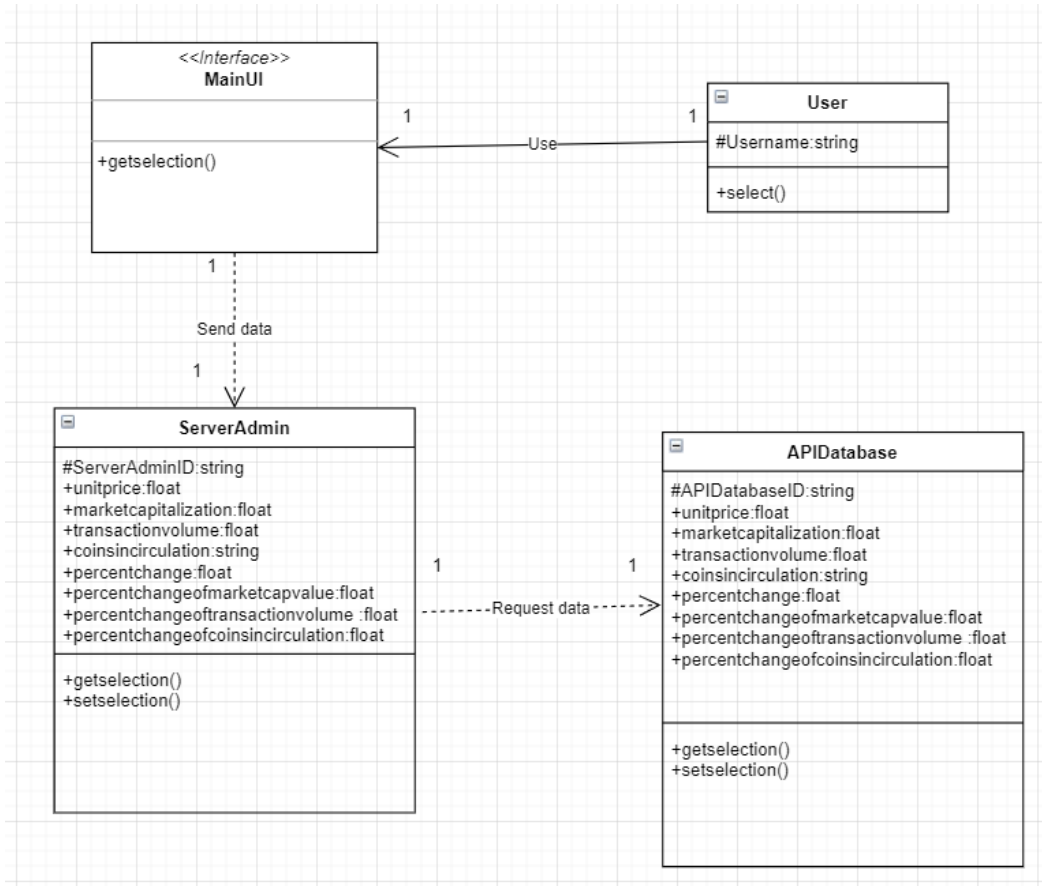 <<Interface>>
MainUI
+getselection()
1
1
Use
User
#Username:string
+select()
1
Send data
1
ServerAdmin
#ServerAdminID:string
+unitprice:float
+marketcapitalization:float
+transactionvolume:float
+coinsincirculation:string
+percentchange:float
+percentchangeofmarketcapvalue:float
+percentchangeoftransactionvolume :float
+percentchangeofcoinsincirculation:float
+getselection()
+setselection()
1
1
Request data
APIDatabase
#APIDatabaseID:string
+unitprice:float
+marketcapitalization:float
+transactionvolume:float
+coinsincirculation:string
+percentchange:float
+percentchangeofmarketcapvalue:float
+percentchangeoftransactionvolume :float
+percentchangeofcoinsincirculation:float
+getselection()
+setselection()